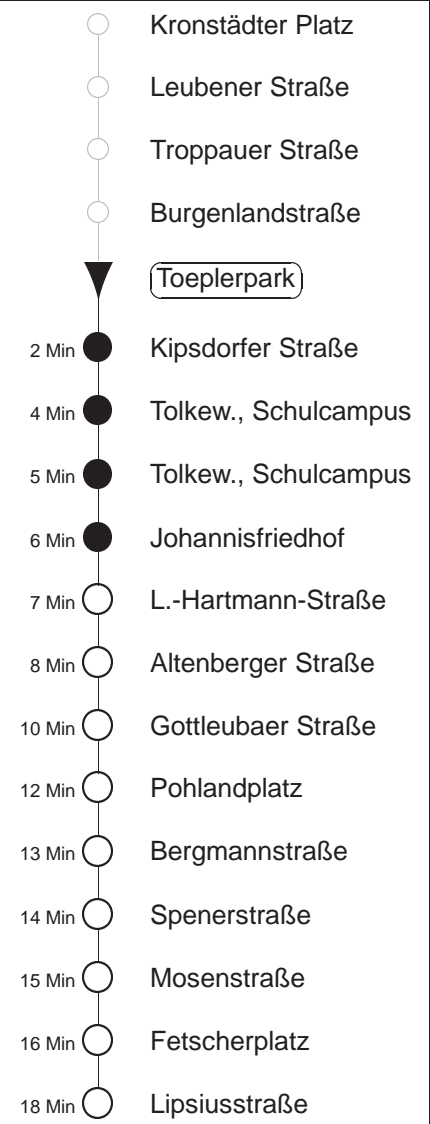 Kronstädter Platz
Leubener Straße
Troppauer Straße
Burgenlandstraße
Toeplerpark
2 Min Kipsdorfer Straße
4 Min Tolkew., Schulcampus
5 Min Tolkew., Schulcampus
6 Min Johannisfriedhof
7 Min L.-Hartmann-Straße
8 Min Altenberger Straße
10 Min Gottleubaer Straße
12 Min Pohlandplatz
13 Min Bergmannstraße
14 Min Spenerstraße
15 Min Mosenstraße
16 Min Fetscherplatz
18 Min Lipsiusstraße